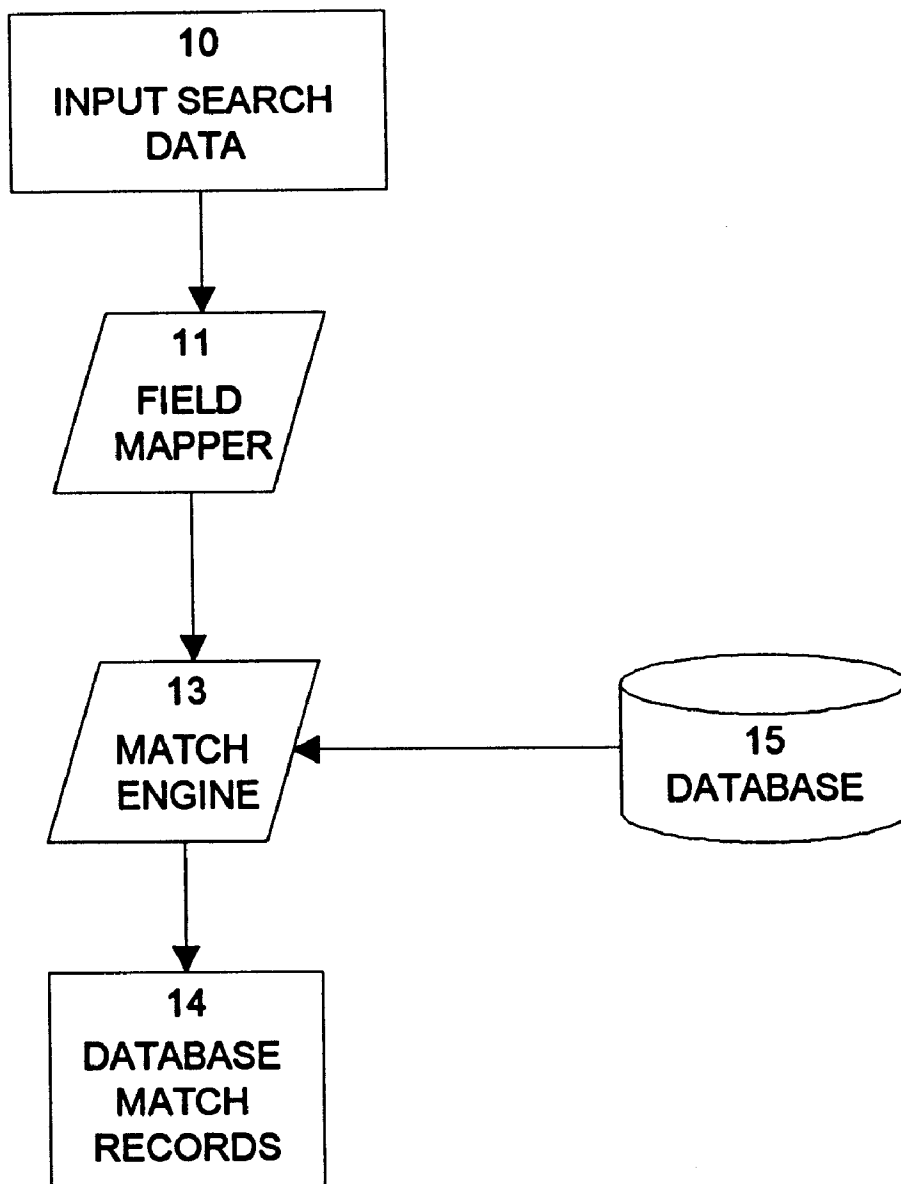 10
INPUT SEARCH
DATA
11
FIELD
MAPPER
13
MATCH
ENGINE
15
DATABASE
14
DATABASE
MATCH
RECORDS